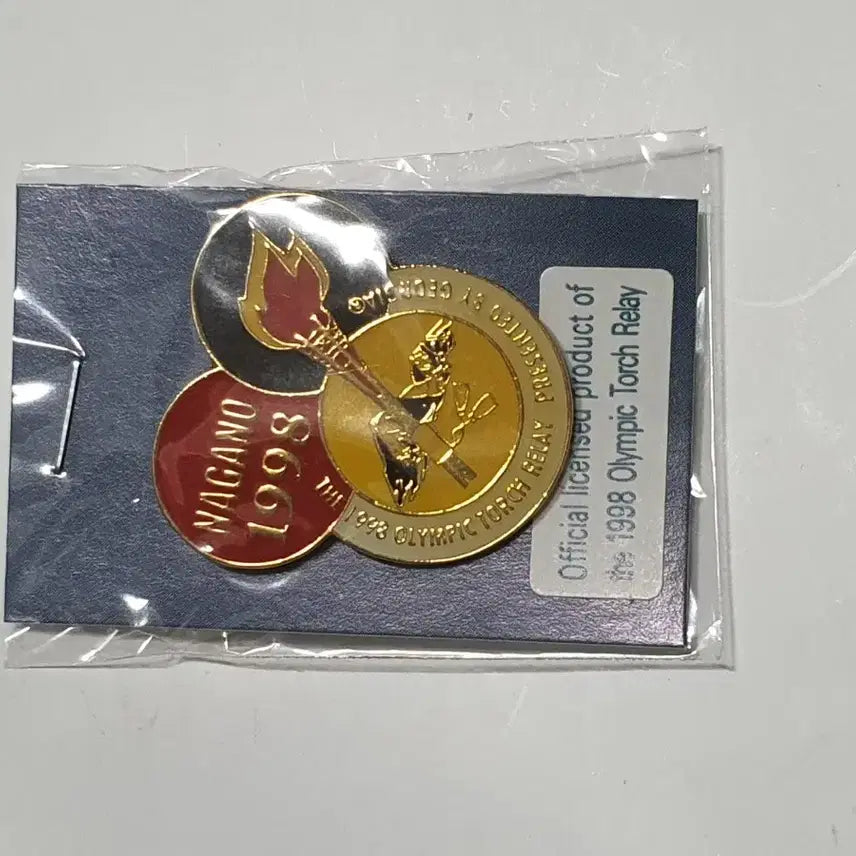 NAGANO
1998
THE 1998 OLYMPIC TORCH RELAY PRESENTED BY GEORGIA®
Official licensed product of
the 1998 Olympic Torch Relay